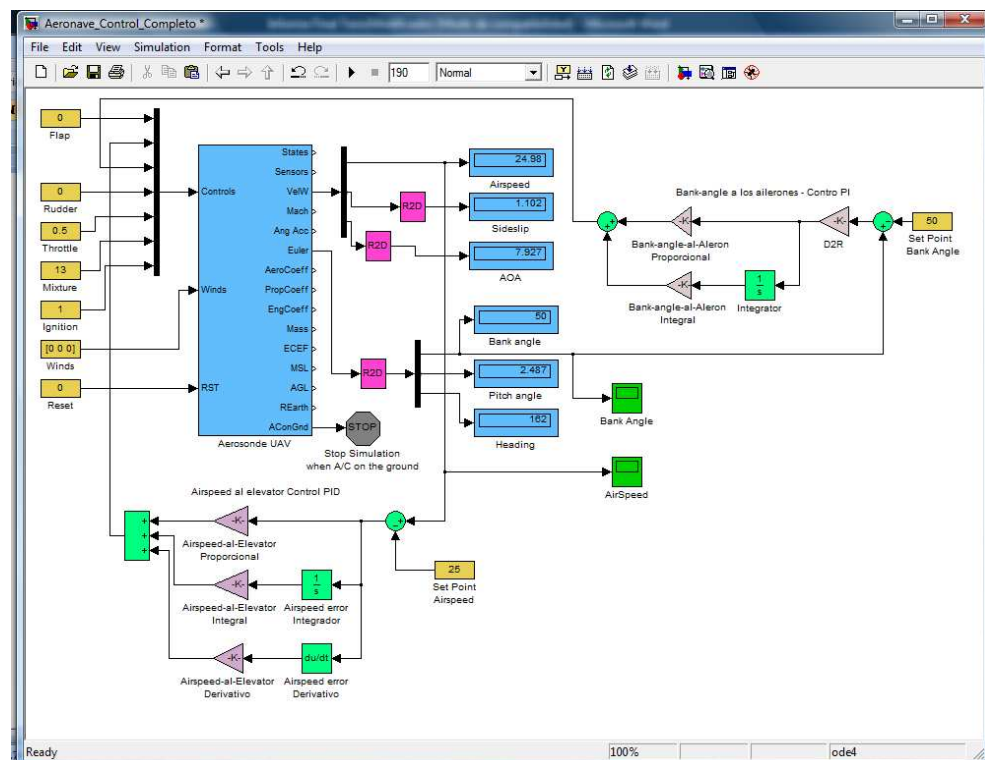 Aeronave_Control_Completo *
File Edit View Simulation Format Tools Help
190
Normal
0
Flap
0
Rudder
0.5
Throttle
13
Mixture
1
Ignition
[0 0 0]
Winds
0
Reset
Controls
Winds
RST
States
Sensors
VelW
Mach
Ang Acc
Euler
AeroCoeff
PropCoeff
EngCoeff
Mass
ECEF
MSL
AGL
REarth
AConGnd
Aerosonde UAV
STOP
Stop Simulation
when A/C on the ground
R2D
R2D
R2D
24.98
Airspeed
1.102
Sideslip
7.927
AOA
50
Bank angle
2.487
Pitch angle
162
Heading
Bank Angle
AirSpeed
Bank-angle a los ailerones - Contro PI
-K-
Bank-angle-al-Aleron
Proporcional
-K-
Bank-angle-al-Aleron
Integral
1
s
Integrator
-K-
D2R
50
Set Point
Bank Angle
Airspeed al elevator Control PID
-K-
Airspeed-al-Elevator
Proporcional
-K-
Airspeed-al-Elevator
Integral
1
s
Airspeed error
Integrador
-K-
Airspeed-al-Elevator
Derivativo
du/dt
Airspeed error
Derivativo
25
Set Point
Airspeed
Ready
100%
ode4